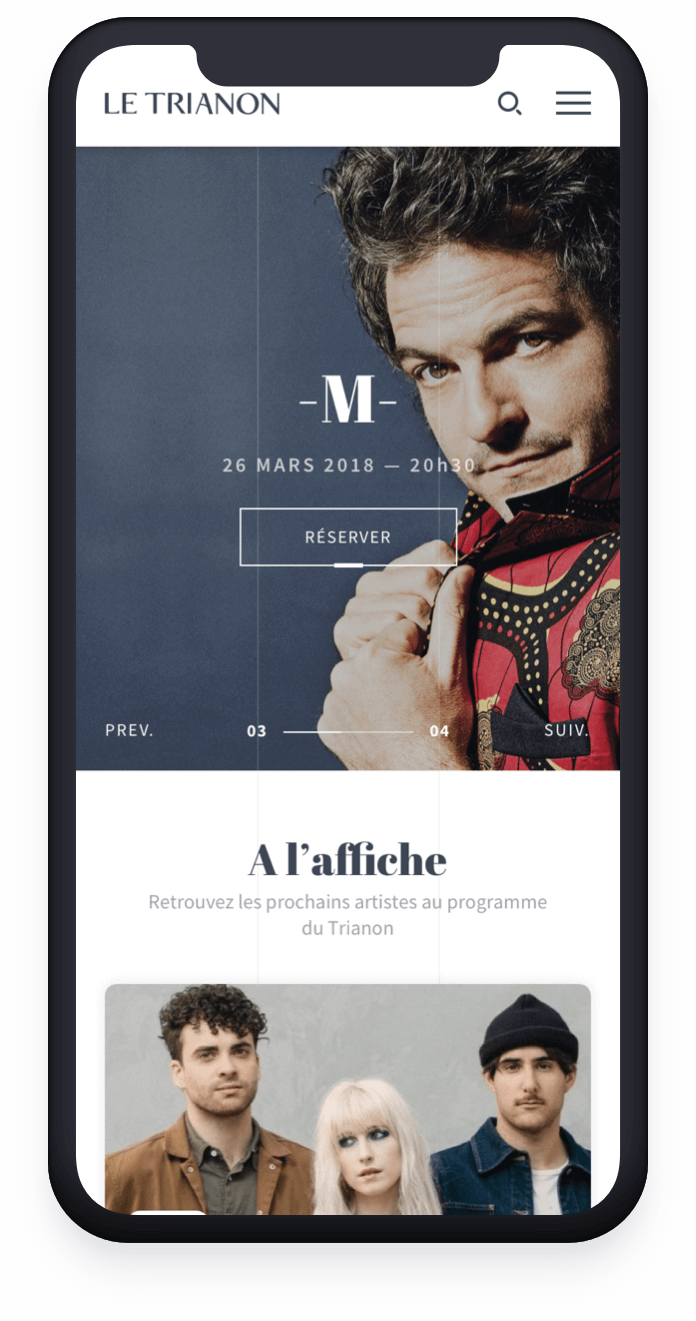 LE TRIANON
-M-
26 MARS 2018 — 20h30
RÉSERVER
PREV. 03 04 SUIV.
A l’affiche
Retrouvez les prochains artistes au programme
du Trianon